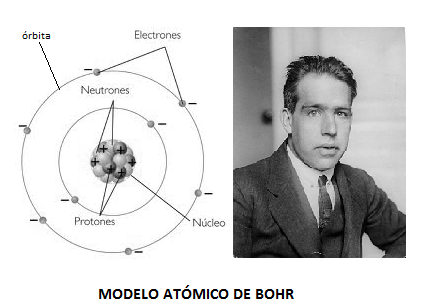 órbita
Electrones
Neutrones
Protones
Núcleo
MODELO ATÓMICO DE BOHR